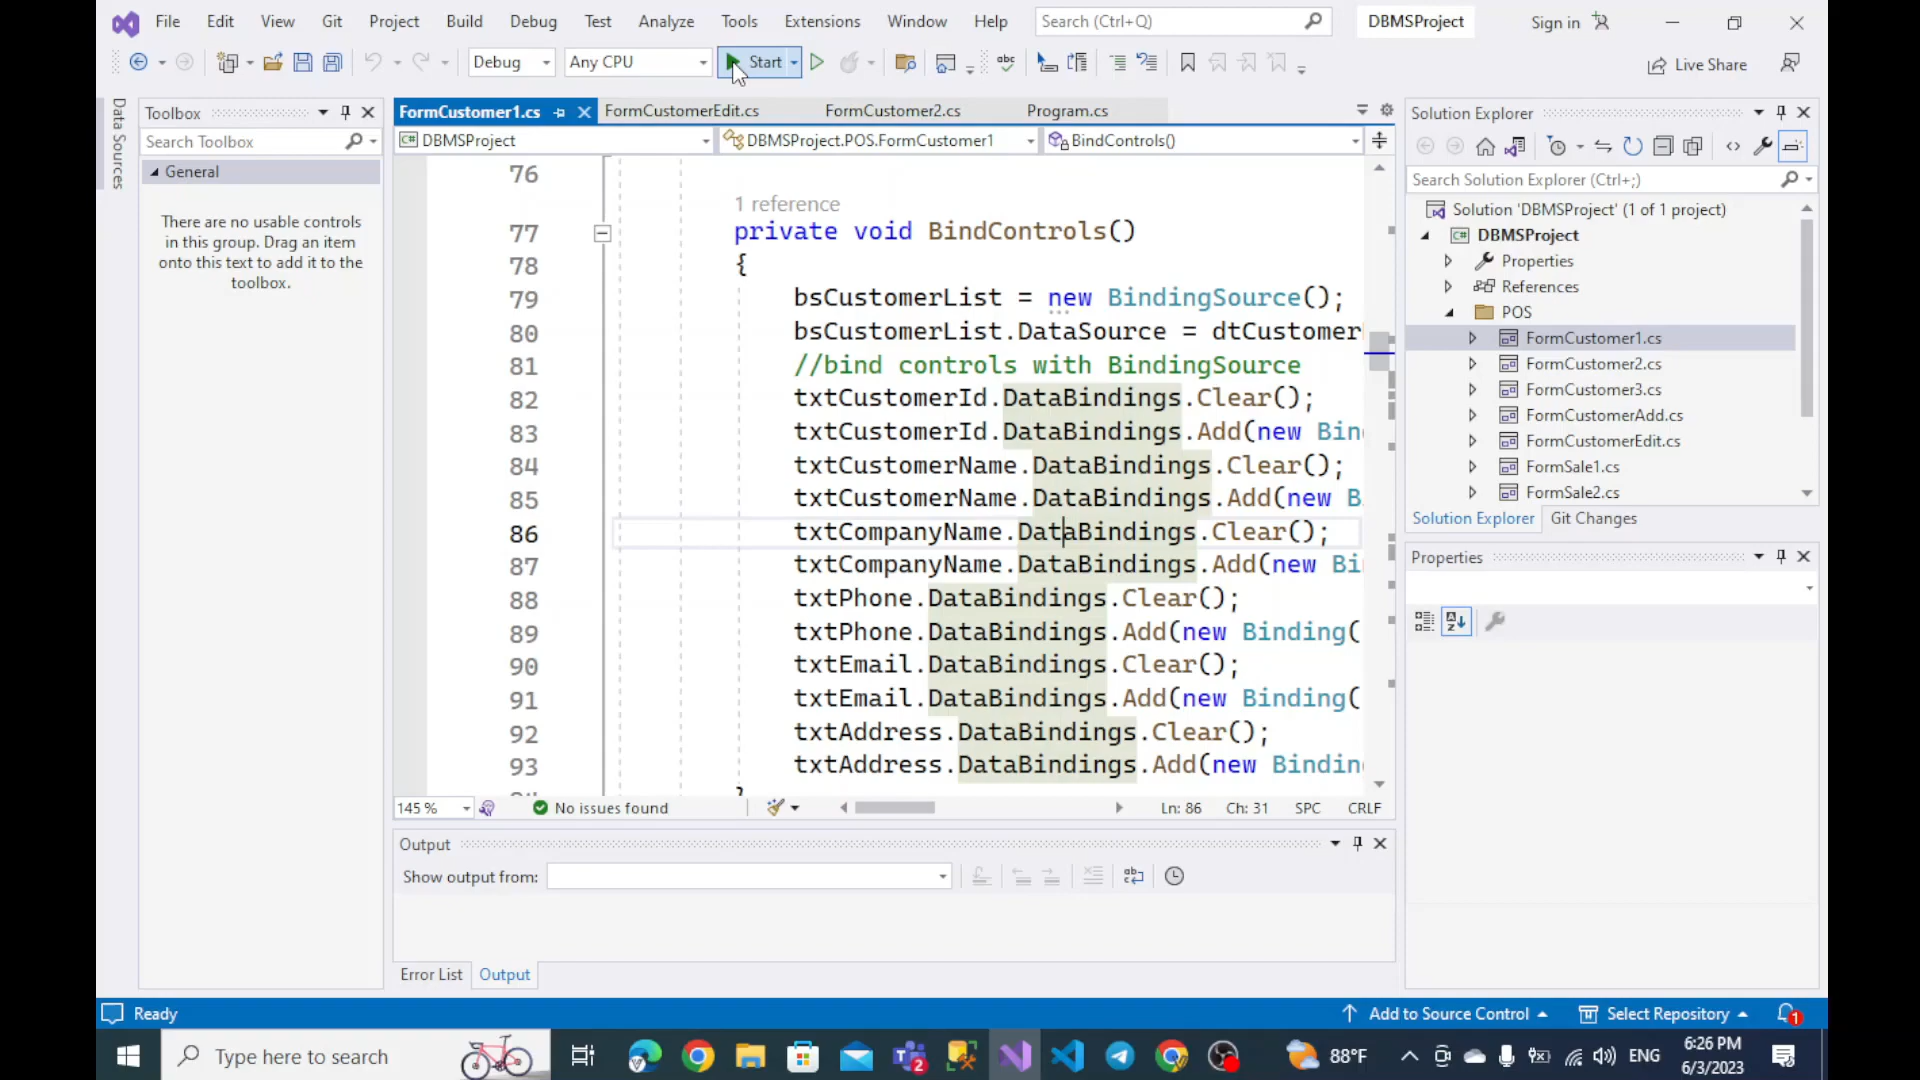 File Edit View Git Project Build Debug Test Analyze Tools Extensions Window Help Search (Ctrl+Q) DBMSProject Sign in
Debug Any CPU Start Live Share
Data Sources
Toolbox
Search Toolbox
General
There are no usable controls
in this group. Drag an item
onto this text to add it to the
toolbox.
FormCustomer1.cs FormCustomerEdit.cs FormCustomer2.cs Program.cs
DBMSProject DBMSProject.POS.FormCustomer1 BindControls()
76
1 reference
77 private void BindControls()
78 {
79 bsCustomerList = new BindingSource();
80 bsCustomerList.DataSource = dtCustomer
81 //bind controls with BindingSource
82 txtCustomerId.DataBindings.Clear();
83 txtCustomerId.DataBindings.Add(new Bin
84 txtCustomerName.DataBindings.Clear();
85 txtCustomerName.DataBindings.Add(new B
86 txtCompanyName.DataBindings.Clear();
87 txtCompanyName.DataBindings.Add(new Bi
88 txtPhone.DataBindings.Clear();
89 txtPhone.DataBindings.Add(new Binding(
90 txtEmail.DataBindings.Clear();
91 txtEmail.DataBindings.Add(new Binding(
92 txtAddress.DataBindings.Clear();
93 txtAddress.DataBindings.Add(new Bindin
145 % No issues found Ln: 86 Ch: 31 SPC CRLF
Output
Show output from:
Error List Output
Solution Explorer
Search Solution Explorer (Ctrl+;)
Solution 'DBMSProject' (1 of 1 project)
DBMSProject
Properties
References
POS
FormCustomer1.cs
FormCustomer2.cs
FormCustomer3.cs
FormCustomerAdd.cs
FormCustomerEdit.cs
FormSale1.cs
FormSale2.cs
Solution Explorer Git Changes
Properties
Ready Add to Source Control Select Repository 1
Type here to search 2 88°F ENG 6:26 PM
6/3/2023